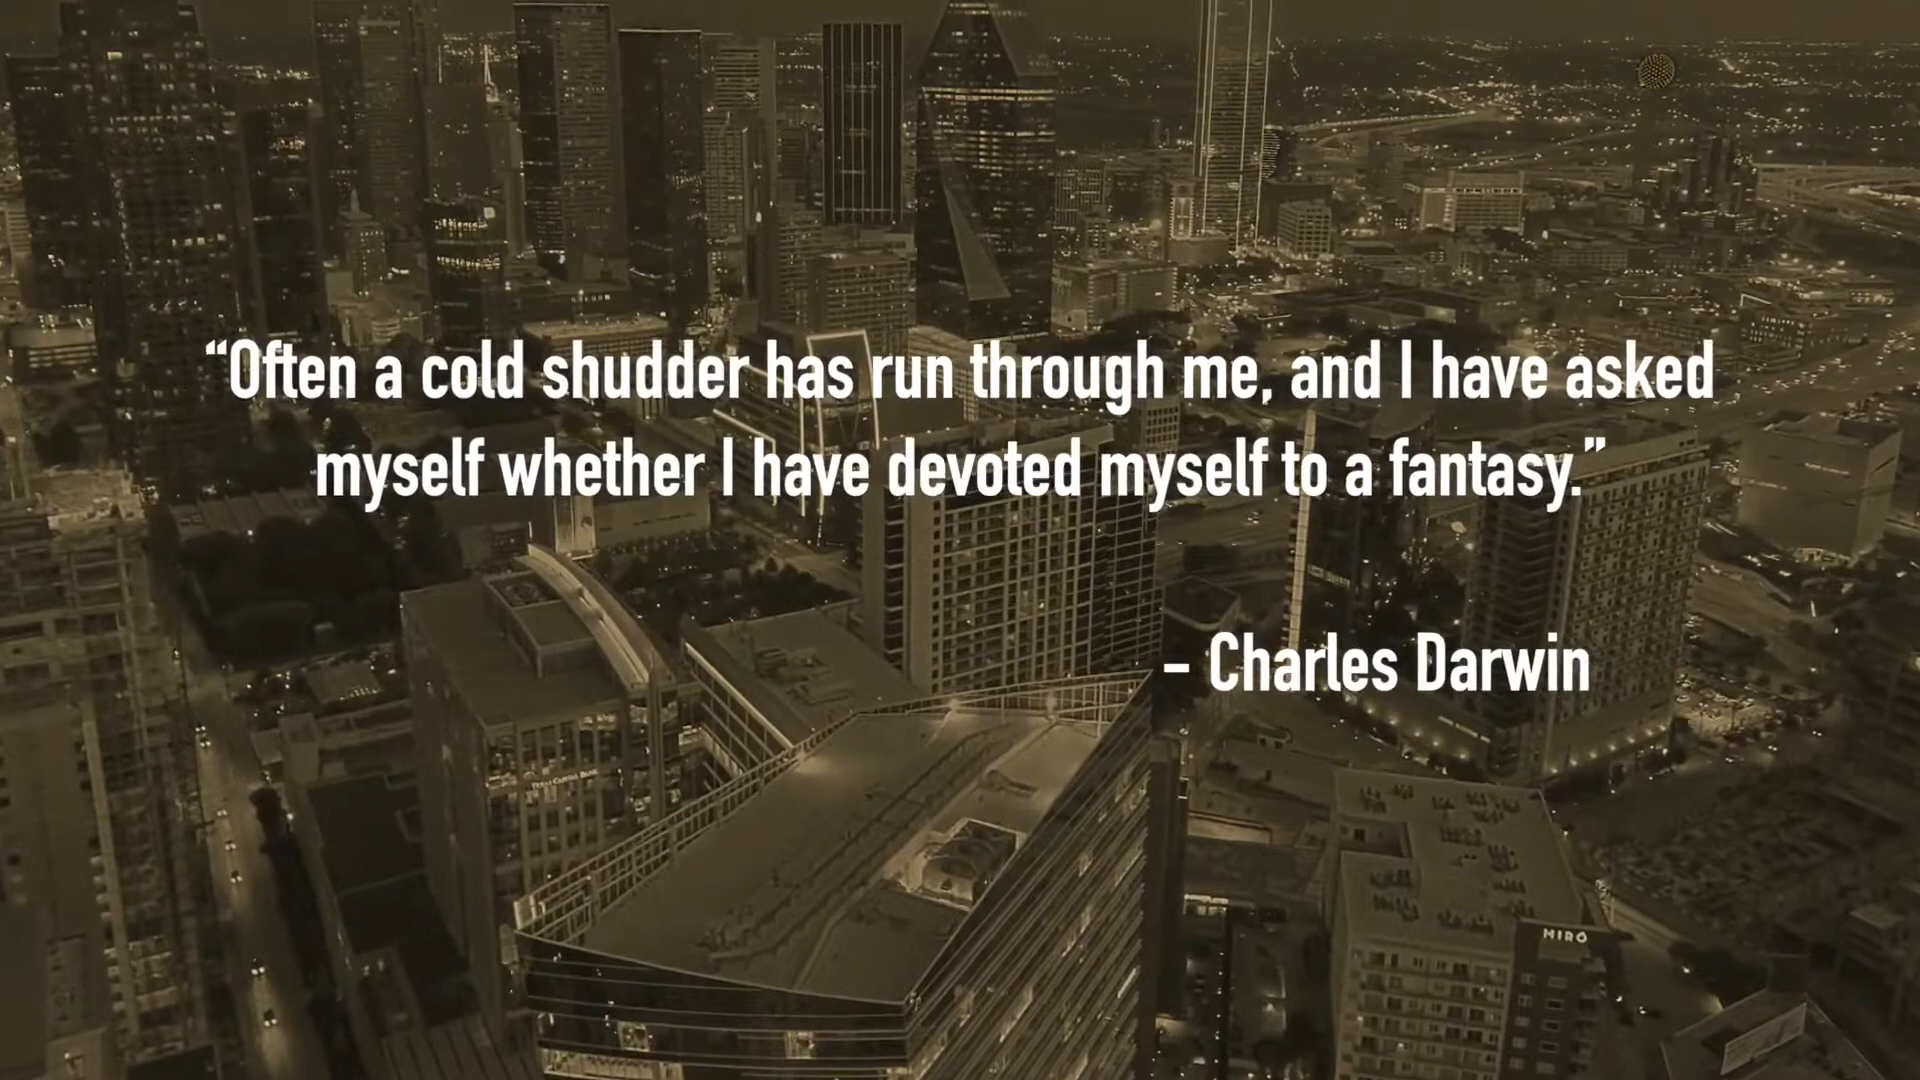 “Often a cold shudder has run through me, and I have asked
myself whether I have devoted myself to a fantasy.”
– Charles Darwin
MIRÓ